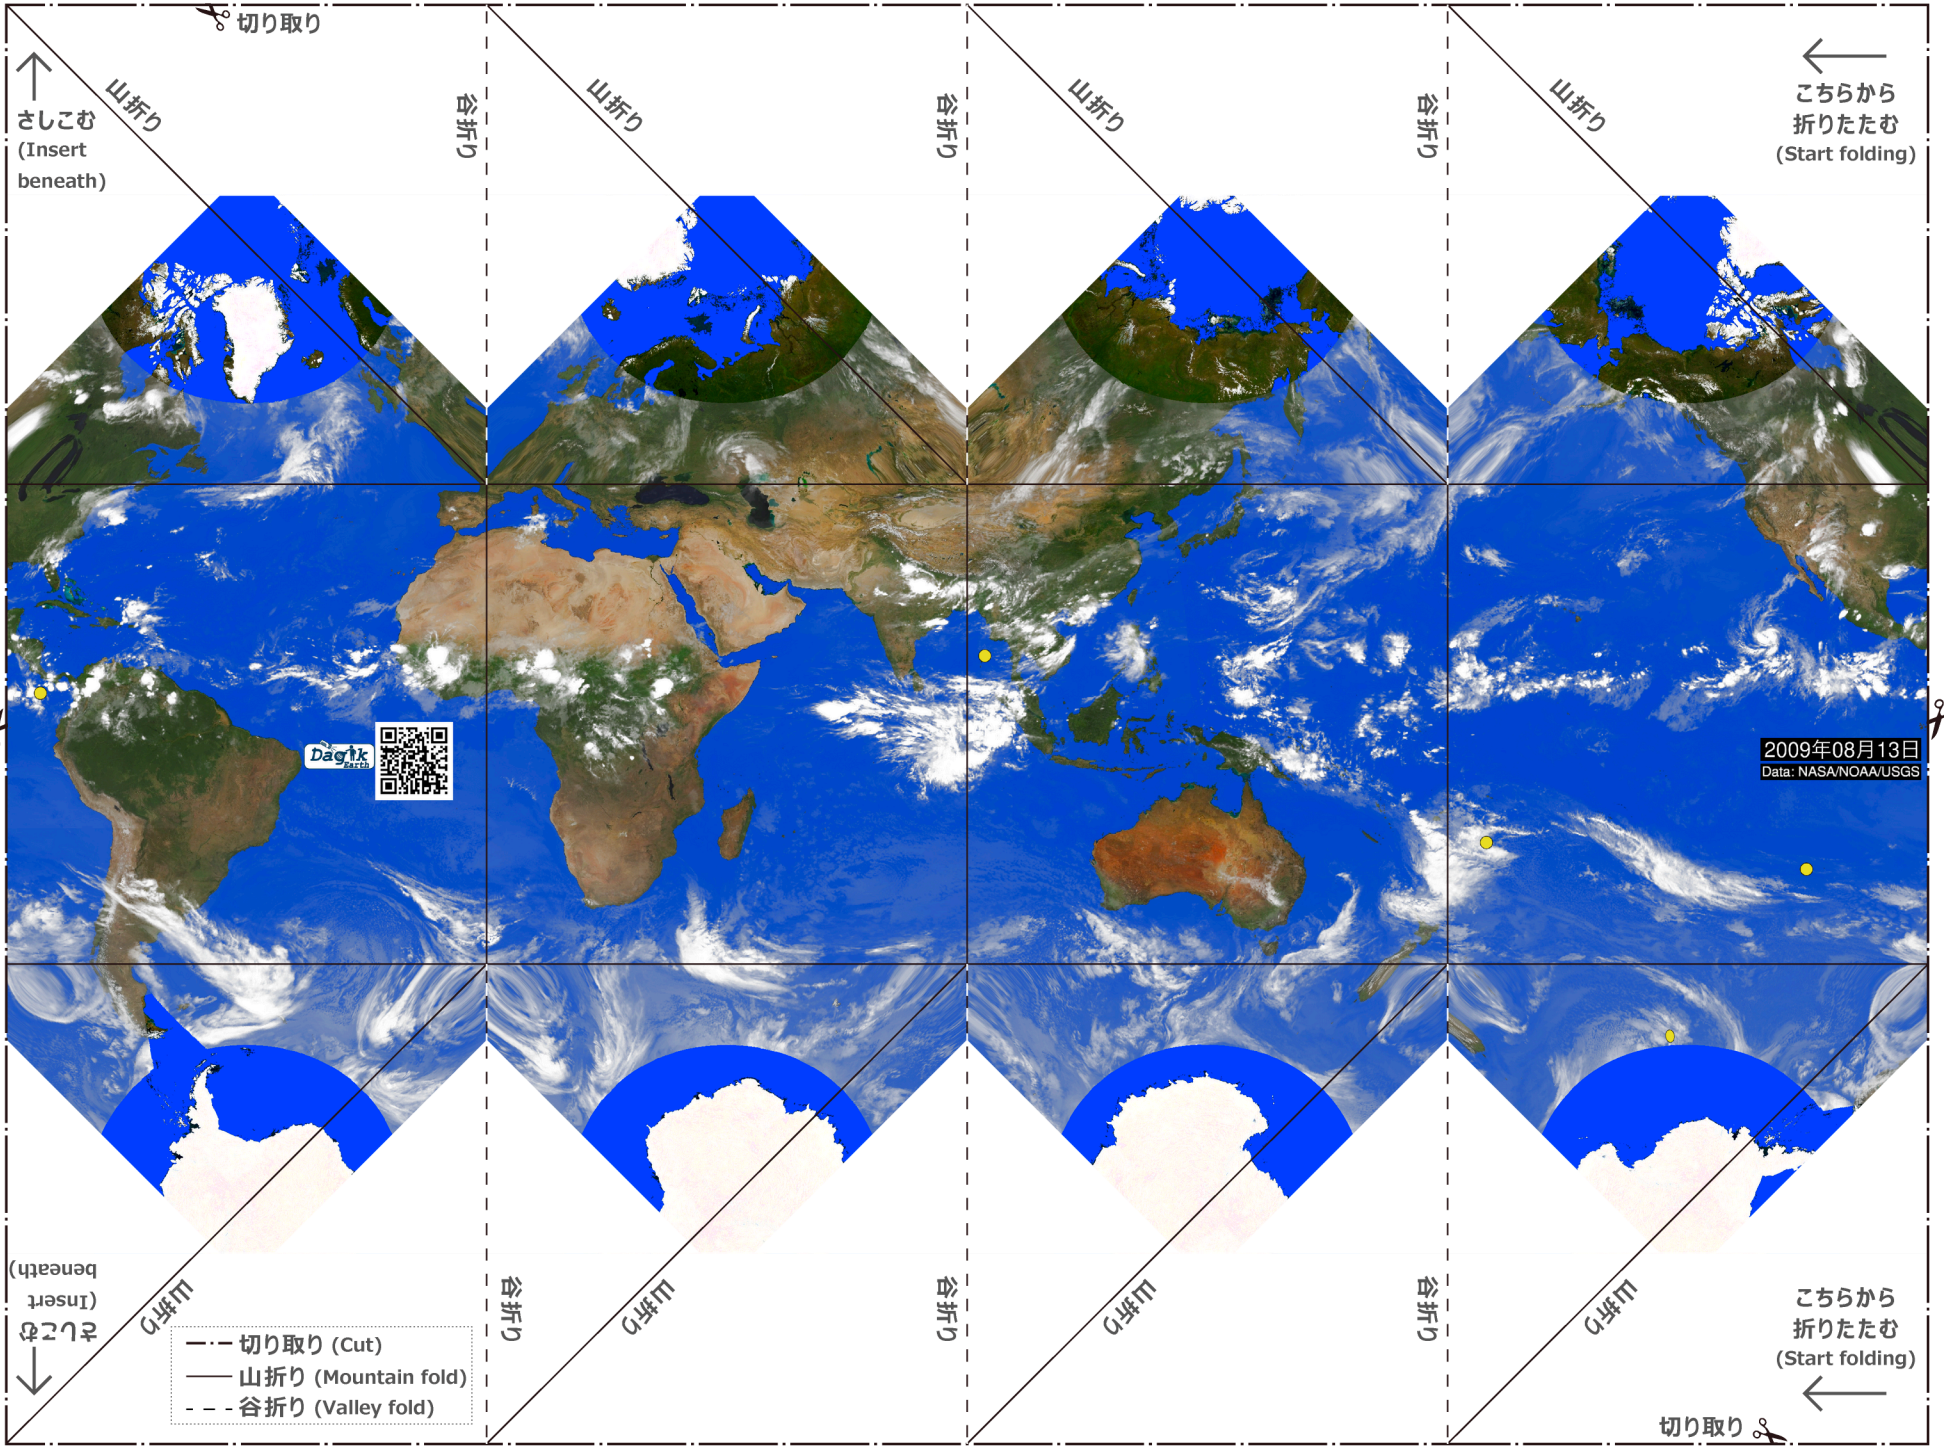 切り取り
山折り
谷折り
山折り
谷折り
山折り
谷折り
山折り
さしこむ
(Insert
beneath)
こちらから
折りたたむ
(Start folding)
Dagik
Earth
2009年08月13日
Data: NASA/NOAA/USGS
さしこむ
(Insert
beneath)
山折り
谷折り
山折り
谷折り
山折り
谷折り
山折り
こちらから
折りたたむ
(Start folding)
切り取り (Cut)
山折り (Mountain fold)
谷折り (Valley fold)
切り取り